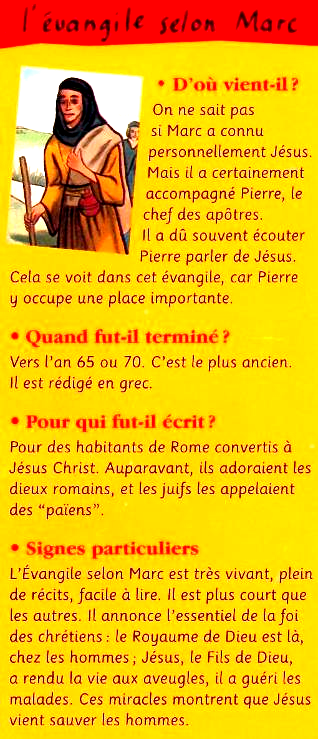 l'évangile selon Marc
• D'où vient-il ?
On ne sait pas
si Marc a connu
personnellement Jésus.
Mais il a certainement
accompagné Pierre, le
chef des apôtres.
Il a dû souvent écouter
Pierre parler de Jésus.
Cela se voit dans cet évangile, car Pierre
y occupe une place importante.
• Quand fut-il terminé ?
Vers l'an 65 ou 70. C'est le plus ancien.
Il est rédigé en grec.
• Pour qui fut-il écrit ?
Pour des habitants de Rome convertis à
Jésus Christ. Auparavant, ils adoraient les
dieux romains, et les juifs les appelaient
des “païens”.
• Signes particuliers
L'Évangile selon Marc est très vivant, plein
de récits, facile à lire. Il est plus court que
les autres. Il annonce l'essentiel de la foi
des chrétiens : le Royaume de Dieu est là,
chez les hommes ; Jésus, le Fils de Dieu,
a rendu la vie aux aveugles, il a guéri les
malades. Ces miracles montrent que Jésus
vient sauver les hommes.